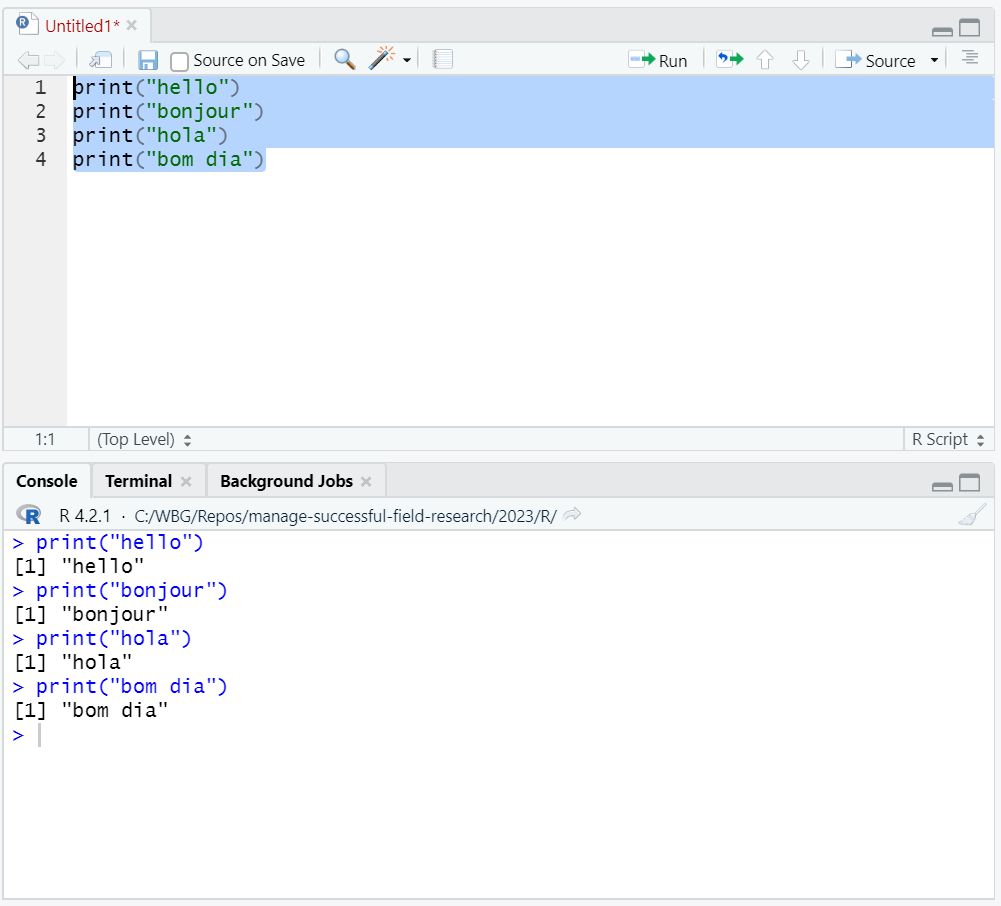 Untitled1*
Source on Save Run Source
1 print("hello")
2 print("bonjour")
3 print("hola")
4 print("bom dia")
1:1 (Top Level) R Script
Console Terminal Background Jobs
R R 4.2.1 · C:/WBG/Repos/manage-successful-field-research/2023/R/
> print("hello")
[1] "hello"
> print("bonjour")
[1] "bonjour"
> print("hola")
[1] "hola"
> print("bom dia")
[1] "bom dia"
>